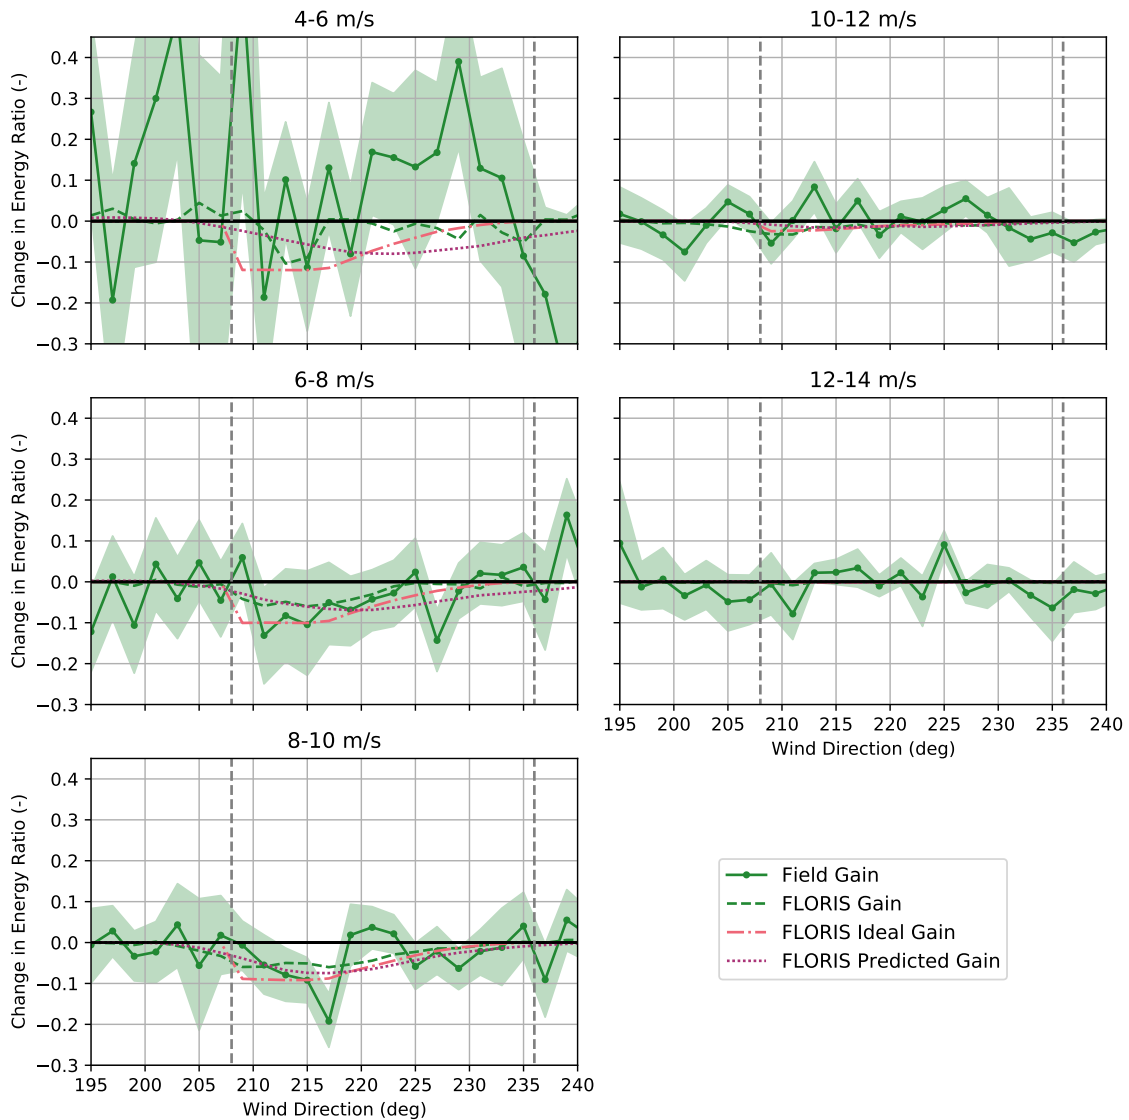 4-6 m/s
Change in Energy Ratio (-)
0.4
0.3
0.2
0.1
0.0
−0.1
−0.2
−0.3
10-12 m/s
6-8 m/s
Change in Energy Ratio (-)
0.4
0.3
0.2
0.1
0.0
−0.1
−0.2
−0.3
12-14 m/s
195 200 205 210 215 220 225 230 235 240
Wind Direction (deg)
8-10 m/s
Change in Energy Ratio (-)
0.4
0.3
0.2
0.1
0.0
−0.1
−0.2
−0.3
195 200 205 210 215 220 225 230 235 240
Wind Direction (deg)
Field Gain
FLORIS Gain
FLORIS Ideal Gain
FLORIS Predicted Gain